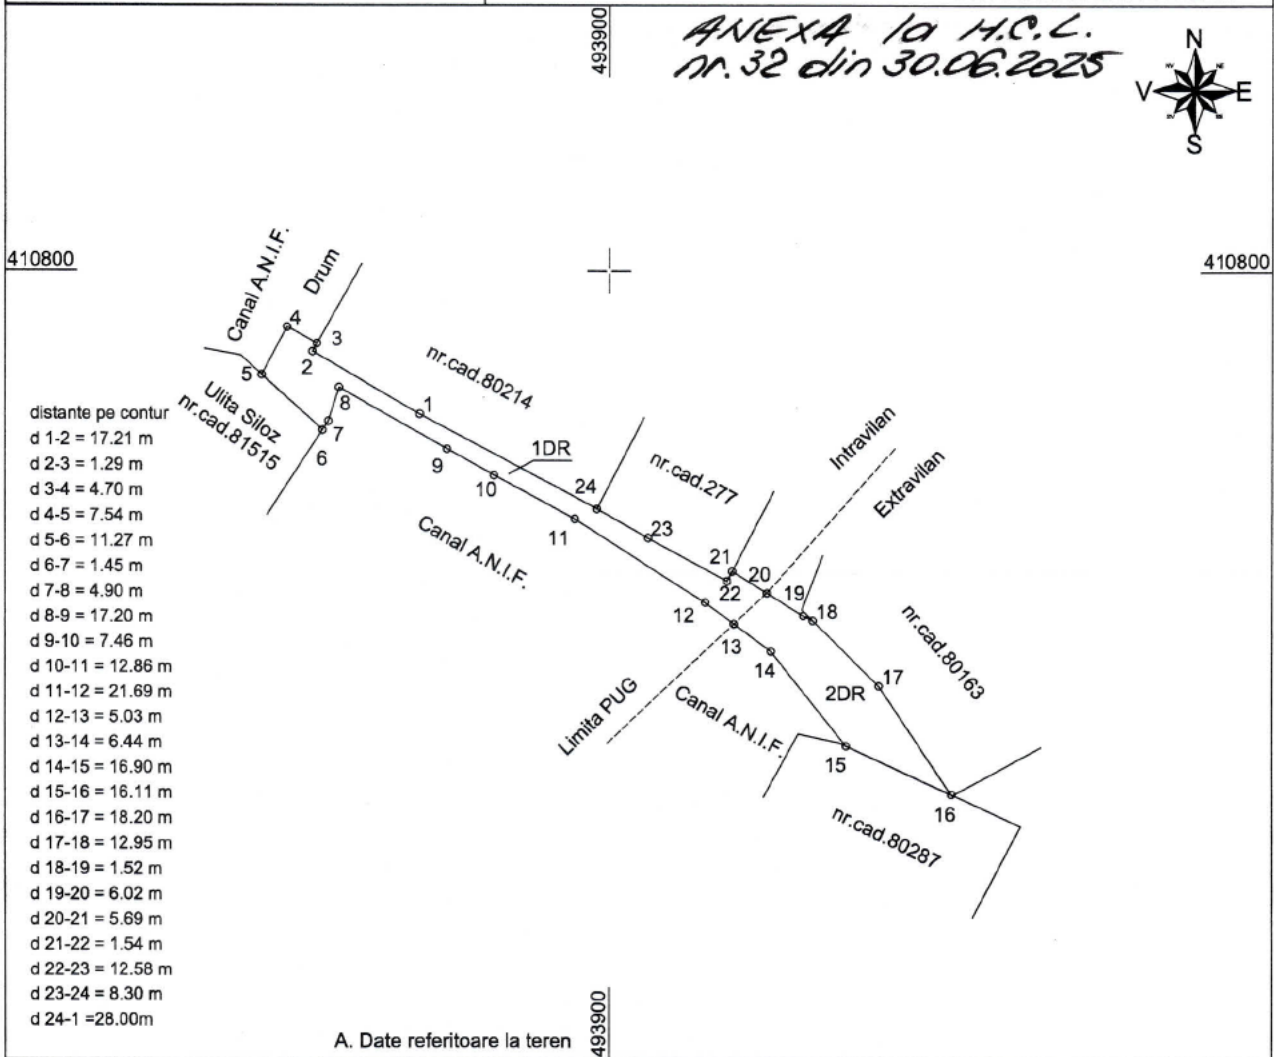 493900
ANEXA la H.C.L.
nr. 32 din 30.06.2025
N
NV
NE
V
E
SV
SE
S
410800
410800
Canal A.N.I.F.
Drum
4
3
2
5
nr.cad.80214
Ulita Siloz
nr.cad.81515
8
7
6
1
9
10
1DR
24
11
nr.cad.277
23
Intravilan
Extravilan
Canal A.N.I.F.
21
22
20
19
18
12
13
14
nr.cad.80163
17
2DR
Limita PUG
Canal A.N.I.F.
15
16
nr.cad.80287
distante pe contur
d 1-2 = 17.21 m
d 2-3 = 1.29 m
d 3-4 = 4.70 m
d 4-5 = 7.54 m
d 5-6 = 11.27 m
d 6-7 = 1.45 m
d 7-8 = 4.90 m
d 8-9 = 17.20 m
d 9-10 = 7.46 m
d 10-11 = 12.86 m
d 11-12 = 21.69 m
d 12-13 = 5.03 m
d 13-14 = 6.44 m
d 14-15 = 16.90 m
d 15-16 = 16.11 m
d 16-17 = 18.20 m
d 17-18 = 12.95 m
d 18-19 = 1.52 m
d 19-20 = 6.02 m
d 20-21 = 5.69 m
d 21-22 = 1.54 m
d 22-23 = 12.58 m
d 23-24 = 8.30 m
d 24-1 =28.00m
493900
A. Date referitoare la teren